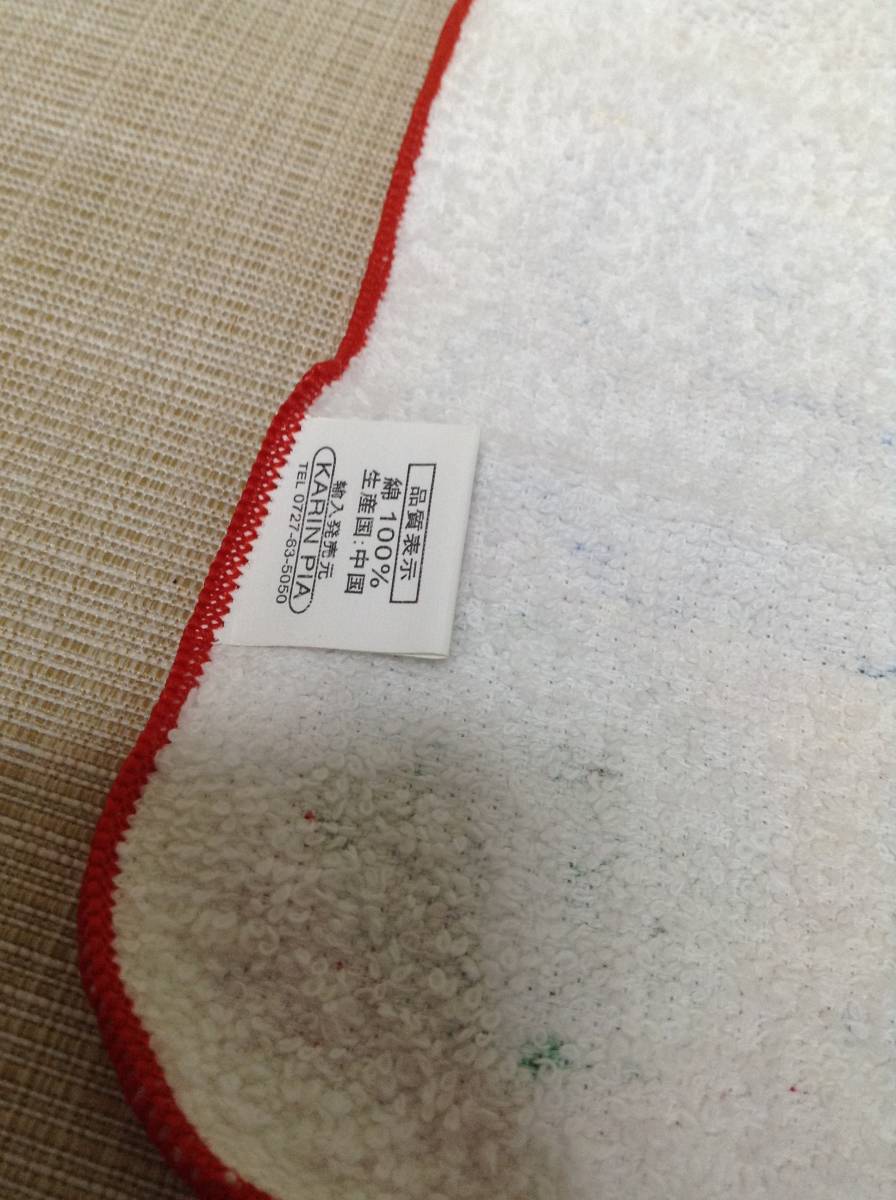 品質表示
綿 100%
生産国:中国
輸入発売元
KARIN PIA
TEL 0727-63-5050